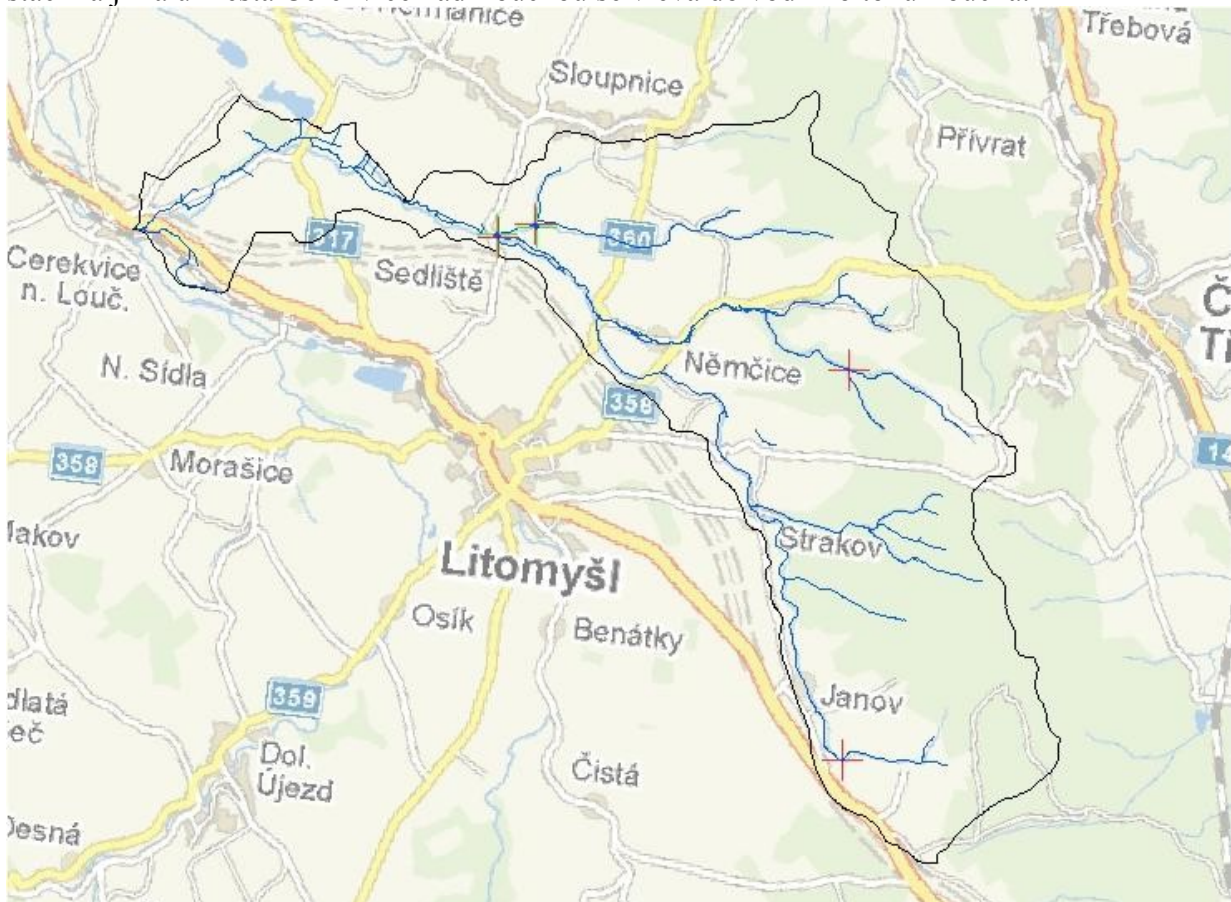 Sloupnice
Třebová
Přívrat
317
360
Cerekvice
n. Louč.
Sedliště
N. Sídla
Němčice
358
358
Morašice
14
Litomyšl
Strakov
Osík
Benátky
359
Janov
Dol.
Újezd
Čistá